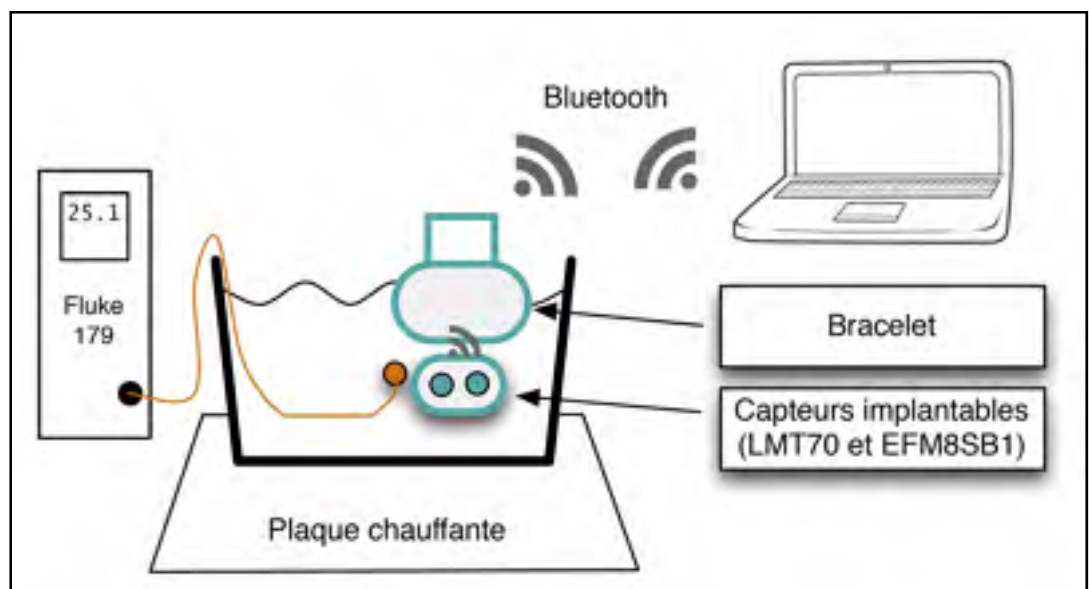 Bluetooth
25.1
Fluke
179
Bracelet
Capteurs implantables
(LMT70 et EFM8SB1)
Plaque chauffante